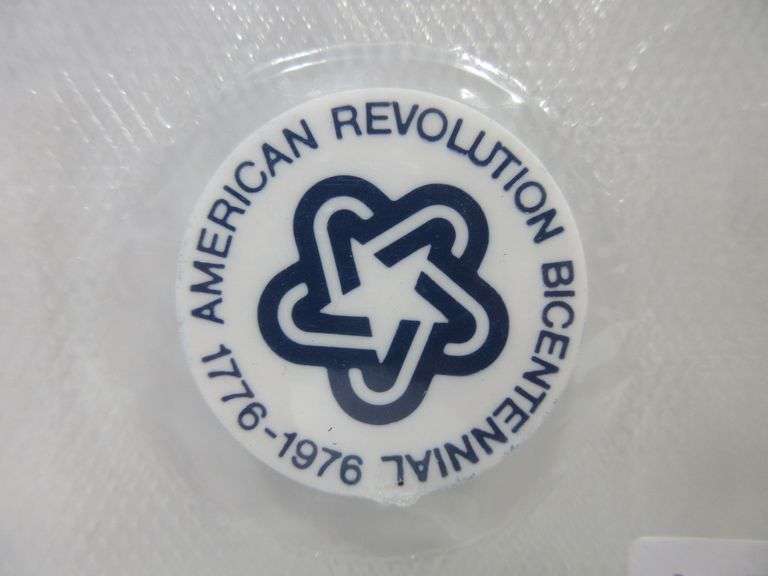 AMERICAN REVOLUTION BICENTENNIAL
1776-1976